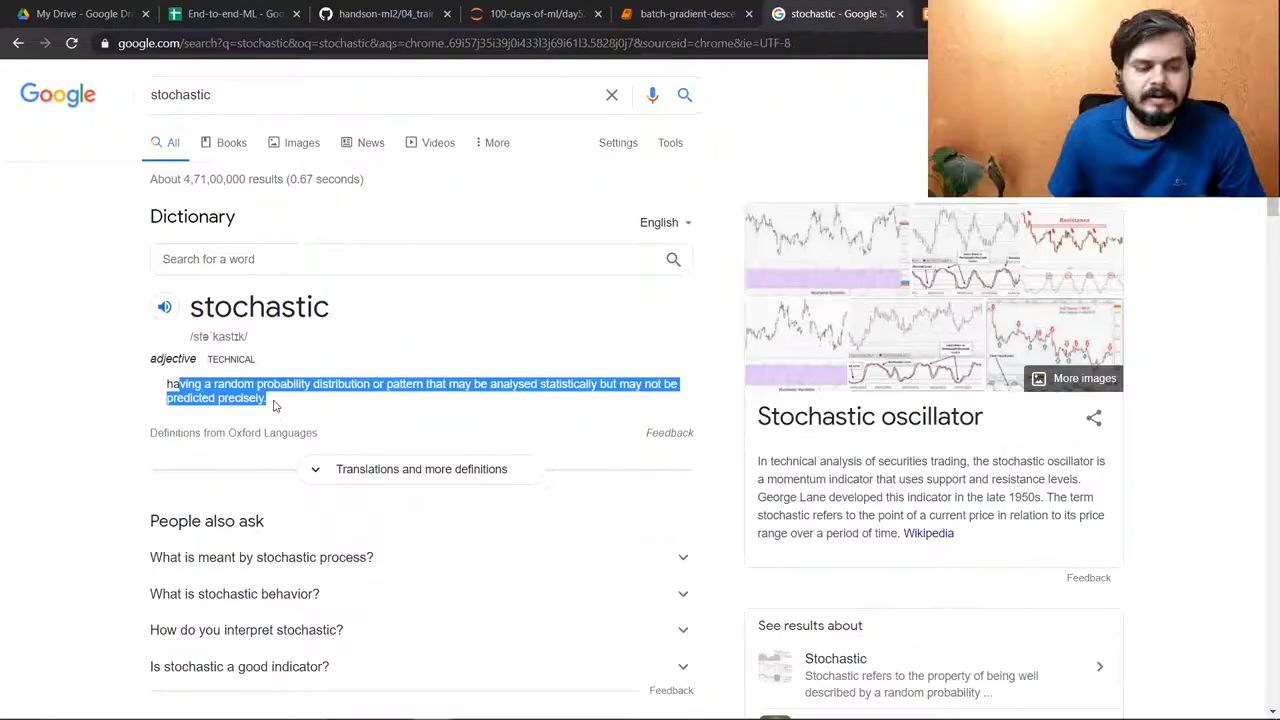 My Drive - Google D
End-to-end-ML - Goo
handson-ml2/04_trai
100-days-of-ml/day5
batch-gradient-desce
stochastic - Google S
google.com/search?q=stochastic&oq=stochastic&aqs=chrome..69i57j35i39j0i433l3j69i61l3.5828j0j7&sourceid=chrome&ie=UTF-8
Google
stochastic
All
Books
Images
News
Videos
More
Settings
Tools
About 4,71,00,000 results (0.67 seconds)
Dictionary
English
Search for a word
stochastic
/stəˈkastɪk/
adjective TECHNICAL
having a random probability distribution or pattern that may be analysed statistically but may not be
predicted precisely.
Definitions from Oxford Languages
Feedback
Translations and more definitions
People also ask
What is meant by stochastic process?
What is stochastic behavior?
How do you interpret stochastic?
Is stochastic a good indicator?
Feedback
Resistence
More images
Stochastic oscillator
In technical analysis of securities trading, the stochastic oscillator is
a momentum indicator that uses support and resistance levels.
George Lane developed this indicator in the late 1950s. The term
stochastic refers to the point of a current price in relation to its price
range over a period of time. Wikipedia
Feedback
See results about
Stochastic
Stochastic refers to the property of being well
described by a random probability ...